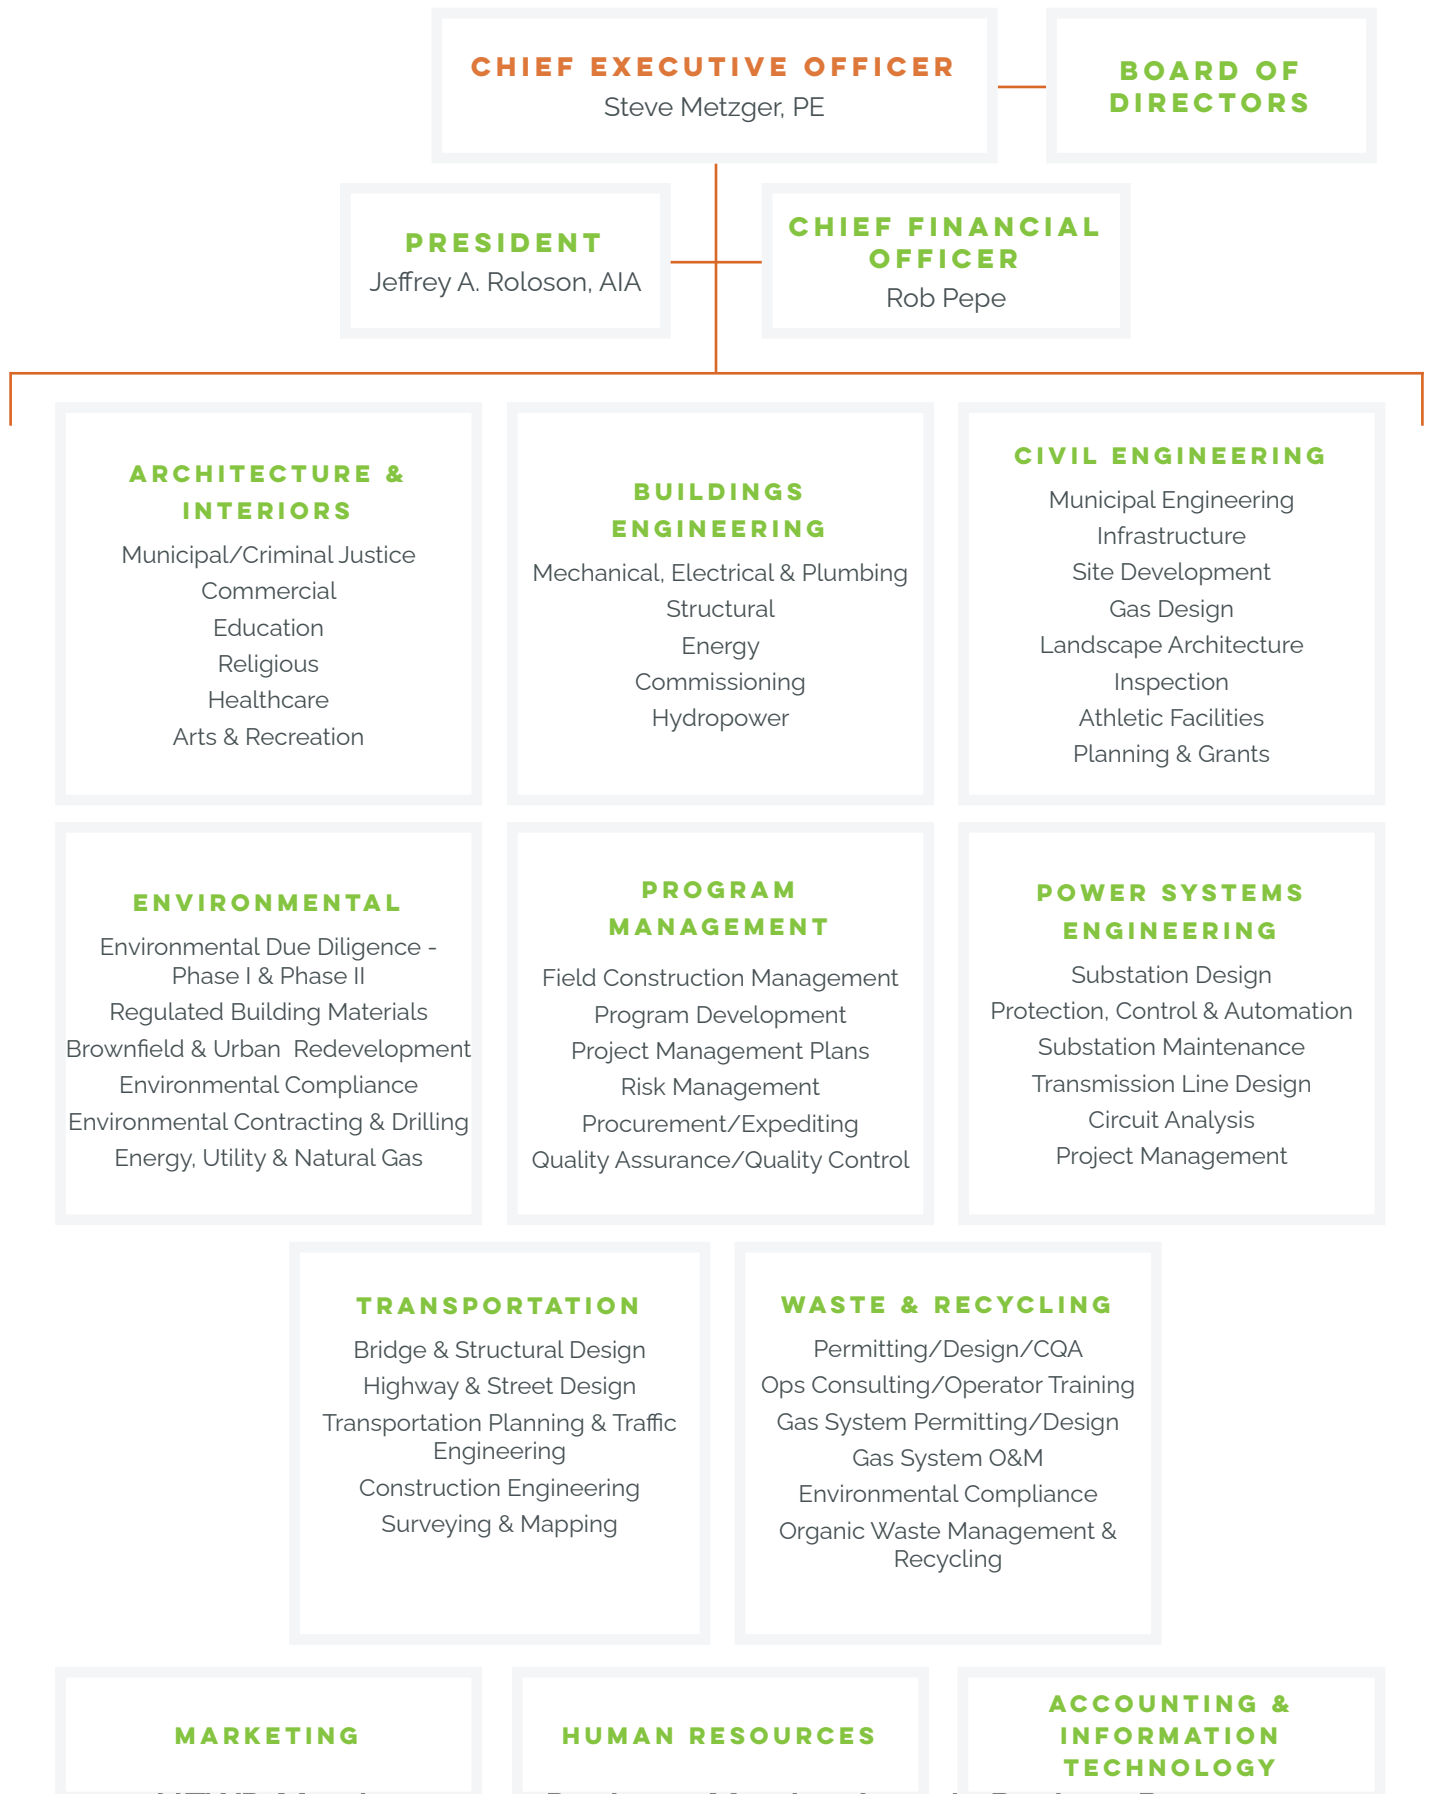 CHIEF EXECUTIVE OFFICER
Steve Metzger, PE
BOARD OF
DIRECTORS
PRESIDENT
Jeffrey A. Roloson, AIA
CHIEF FINANCIAL
OFFICER
Rob Pepe
ARCHITECTURE &
INTERIORS
Municipal/Criminal Justice
Commercial
Education
Religious
Healthcare
Arts & Recreation
BUILDINGS
ENGINEERING
Mechanical, Electrical & Plumbing
Structural
Energy
Commissioning
Hydropower
CIVIL ENGINEERING
Municipal Engineering
Infrastructure
Site Development
Gas Design
Landscape Architecture
Inspection
Athletic Facilities
Planning & Grants
ENVIRONMENTAL
Environmental Due Diligence -
Phase I & Phase II
Regulated Building Materials
Brownfield & Urban Redevelopment
Environmental Compliance
Environmental Contracting & Drilling
Energy, Utility & Natural Gas
PROGRAM
MANAGEMENT
Field Construction Management
Program Development
Project Management Plans
Risk Management
Procurement/Expediting
Quality Assurance/Quality Control
POWER SYSTEMS
ENGINEERING
Substation Design
Protection, Control & Automation
Substation Maintenance
Transmission Line Design
Circuit Analysis
Project Management
TRANSPORTATION
Bridge & Structural Design
Highway & Street Design
Transportation Planning & Traffic
Engineering
Construction Engineering
Surveying & Mapping
WASTE & RECYCLING
Permitting/Design/CQA
Ops Consulting/Operator Training
Gas System Permitting/Design
Gas System O&M
Environmental Compliance
Organic Waste Management &
Recycling
MARKETING
HUMAN RESOURCES
ACCOUNTING &
INFORMATION
TECHNOLOGY